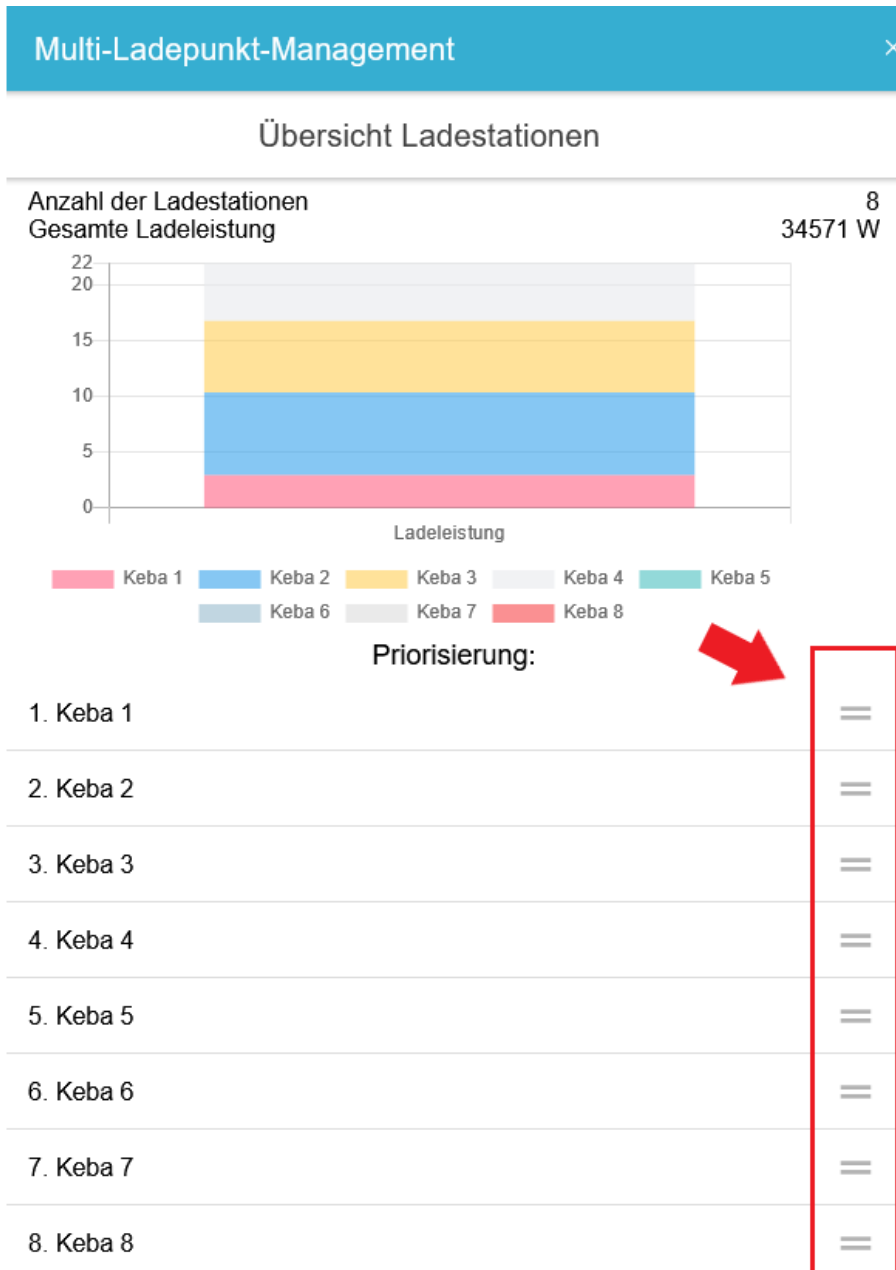 Multi-Ladepunkt-Management
Übersicht Ladestationen
Anzahl der Ladestationen 8
Gesamte Ladeleistung 34571 W
22
20
15
10
5
0
Ladeleistung
Keba 1 Keba 2 Keba 3 Keba 4 Keba 5
Keba 6 Keba 7 Keba 8
Priorisierung:
1. Keba 1
2. Keba 2
3. Keba 3
4. Keba 4
5. Keba 5
6. Keba 6
7. Keba 7
8. Keba 8